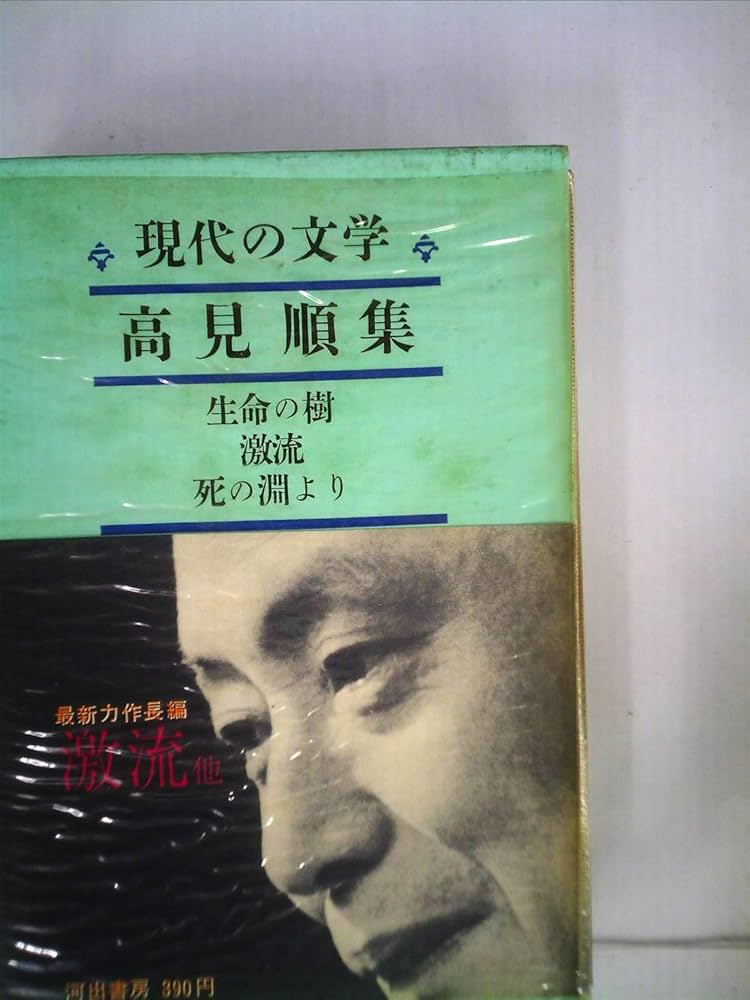 現代の文学
高見順集
生命の樹
激流
死の淵より
最新力作長編
激流他
河出書房 390円